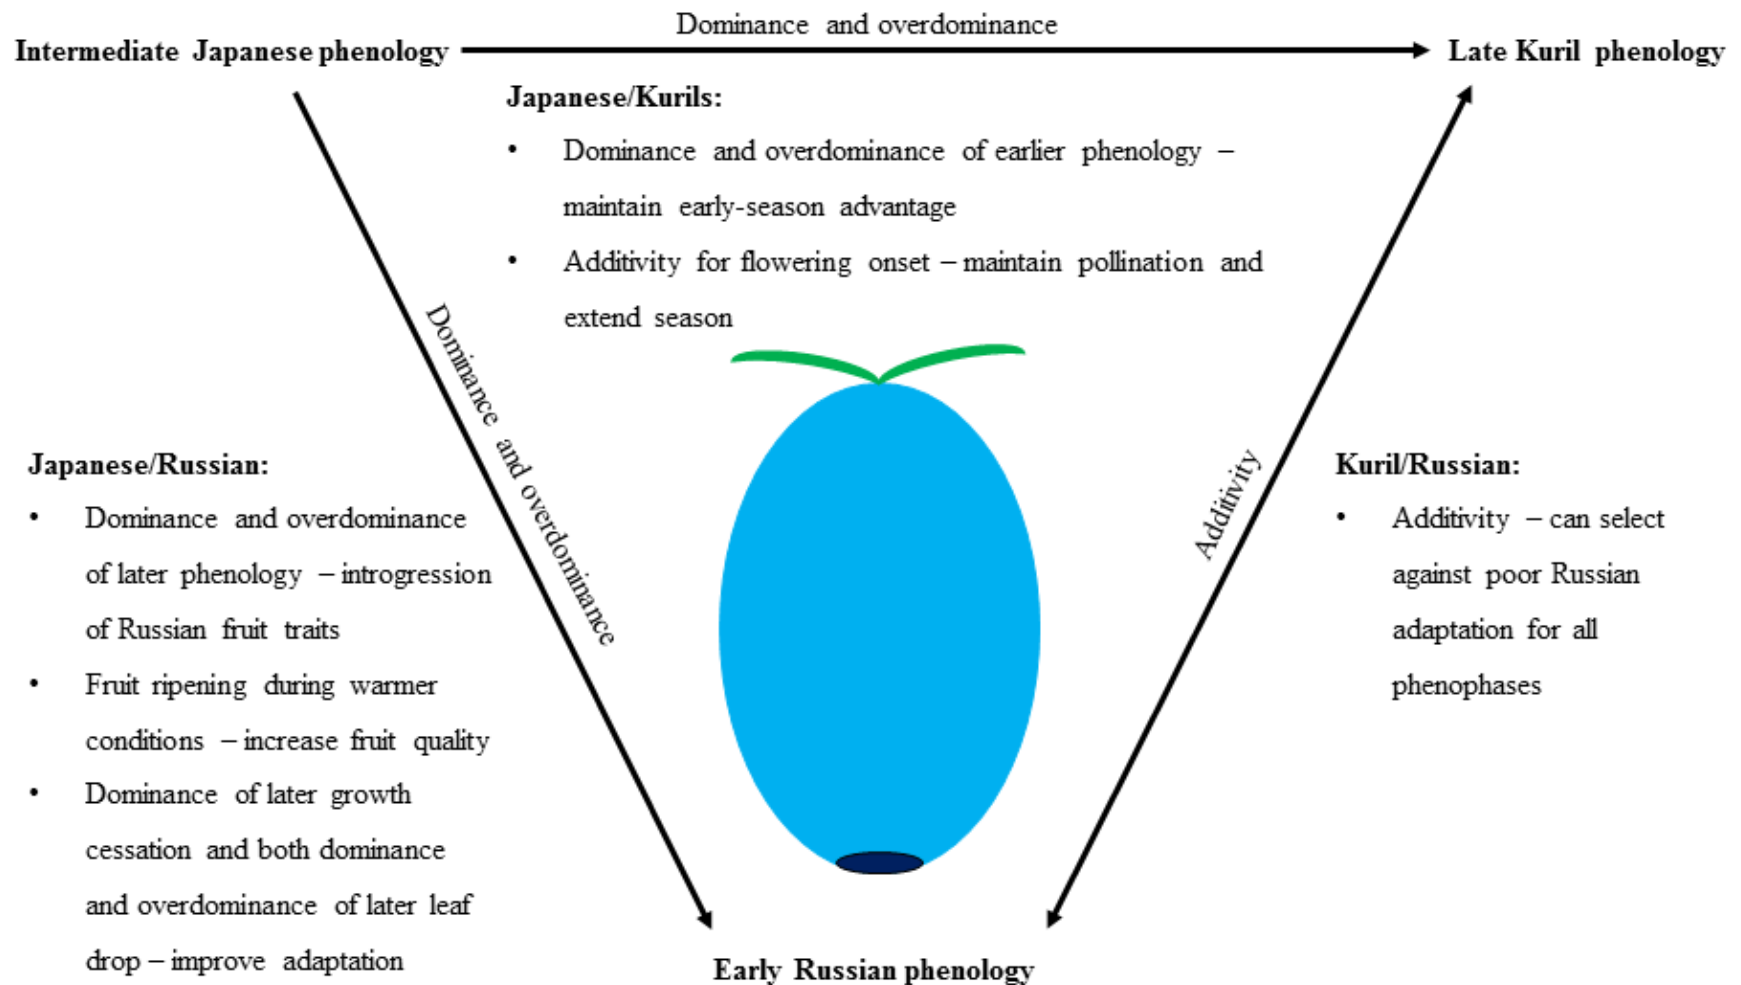 Dominance and overdominance
Intermediate Japanese phenology
Late Kuril phenology
Japanese/Kurils:
• Dominance and overdominance of earlier phenology –
maintain early-season advantage
• Additivity for flowering onset – maintain pollination and
extend season
Dominance and overdominance
Additivity
Japanese/Russian:
• Dominance and overdominance
of later phenology – introgression
of Russian fruit traits
• Fruit ripening during warmer
conditions – increase fruit quality
• Dominance of later growth
cessation and both dominance
and overdominance of later leaf
drop – improve adaptation
Kuril/Russian:
• Additivity – can select
against poor Russian
adaptation for all
phenophases
Early Russian phenology